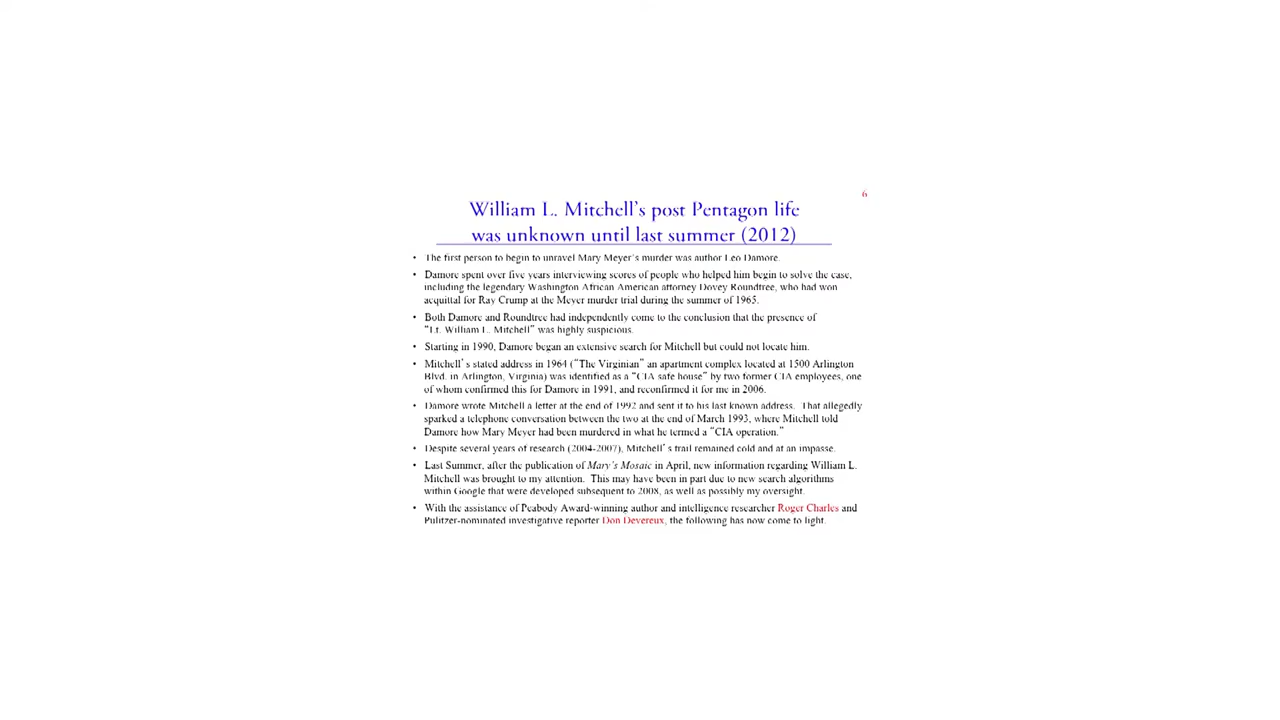 6
William L. Mitchell's post Pentagon life
was unknown until last summer (2012)
• The first person to begin to unravel Mary Meyer's murder was author Leo Damore.
• Damore spent over five years interviewing scores of people who helped him begin to solve the case,
including the legendary Washington African American attorney Dovey Roundtree, who had won
acquittal for Ray Crump at the Meyer murder trial during the summer of 1965.
• Both Damore and Roundtree had independently come to the conclusion that the presence of
"Lt. William L. Mitchell" was highly suspicious.
• Starting in 1990, Damore began an extensive search for Mitchell but could not locate him.
• Mitchell's stated address in 1964 ("The Virginian" an apartment complex located at 1500 Arlington
Blvd. in Arlington, Virginia) was identified as a "CIA safe house" by two former CIA employees, one
of whom confirmed this for Damore in 1991, and reconfirmed it for me in 2006.
• Damore wrote Mitchell a letter at the end of 1992 and sent it to his last known address. That allegedly
sparked a telephone conversation between the two at the end of March 1993, where Mitchell told
Damore how Mary Meyer had been murdered in what he termed a "CIA operation."
• Despite several years of research (2004-2007), Mitchell's trail remained cold and at an impasse.
• Last Summer, after the publication of Mary's Mosaic in April, new information regarding William L.
Mitchell was brought to my attention. This may have been in part due to new search algorithms
within Google that were developed subsequent to 2008, as well as possibly my oversight.
• With the assistance of Peabody Award-winning author and intelligence researcher Roger Charles and
Pulitzer-nominated investigative reporter Don Devereux, the following has now come to light.